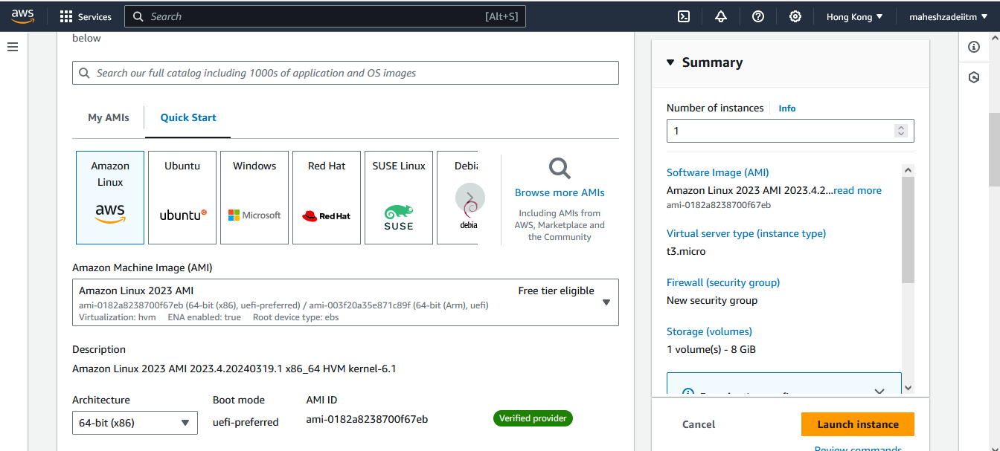 aws
Services
Search
[Alt+S]
Hong Kong
maheshzadeiitm
below
Search our full catalog including 1000s of application and OS images
My AMIs
Quick Start
Amazon
Linux
aws
Ubuntu
ubuntu
Windows
Microsoft
Red Hat
Red Hat
SUSE Linux
SUSE
Debi
debia
Browse more AMIs
Including AMIs from
AWS, Marketplace and
the Community
Amazon Machine Image (AMI)
Amazon Linux 2023 AMI
Free tier eligible
ami-0182a8238700f67eb (64-bit (x86), uefi-preferred) / ami-003f20a35e871c89f (64-bit (Arm), uefi)
Virtualization: hvm ENA enabled: true Root device type: ebs
Description
Amazon Linux 2023 AMI 2023.4.20240319.1 x86_64 HVM kernel-6.1
Architecture
64-bit (x86)
Boot mode
uefi-preferred
AMI ID
ami-0182a8238700f67eb
Verified provider
Summary
Number of instances
Info
1
Software Image (AMI)
Amazon Linux 2023 AMI 2023.4.2...read more
ami-0182a8238700f67eb
Virtual server type (instance type)
t3.micro
Firewall (security group)
New security group
Storage (volumes)
1 volume(s) - 8 GiB
Cancel
Launch instance
Review commands